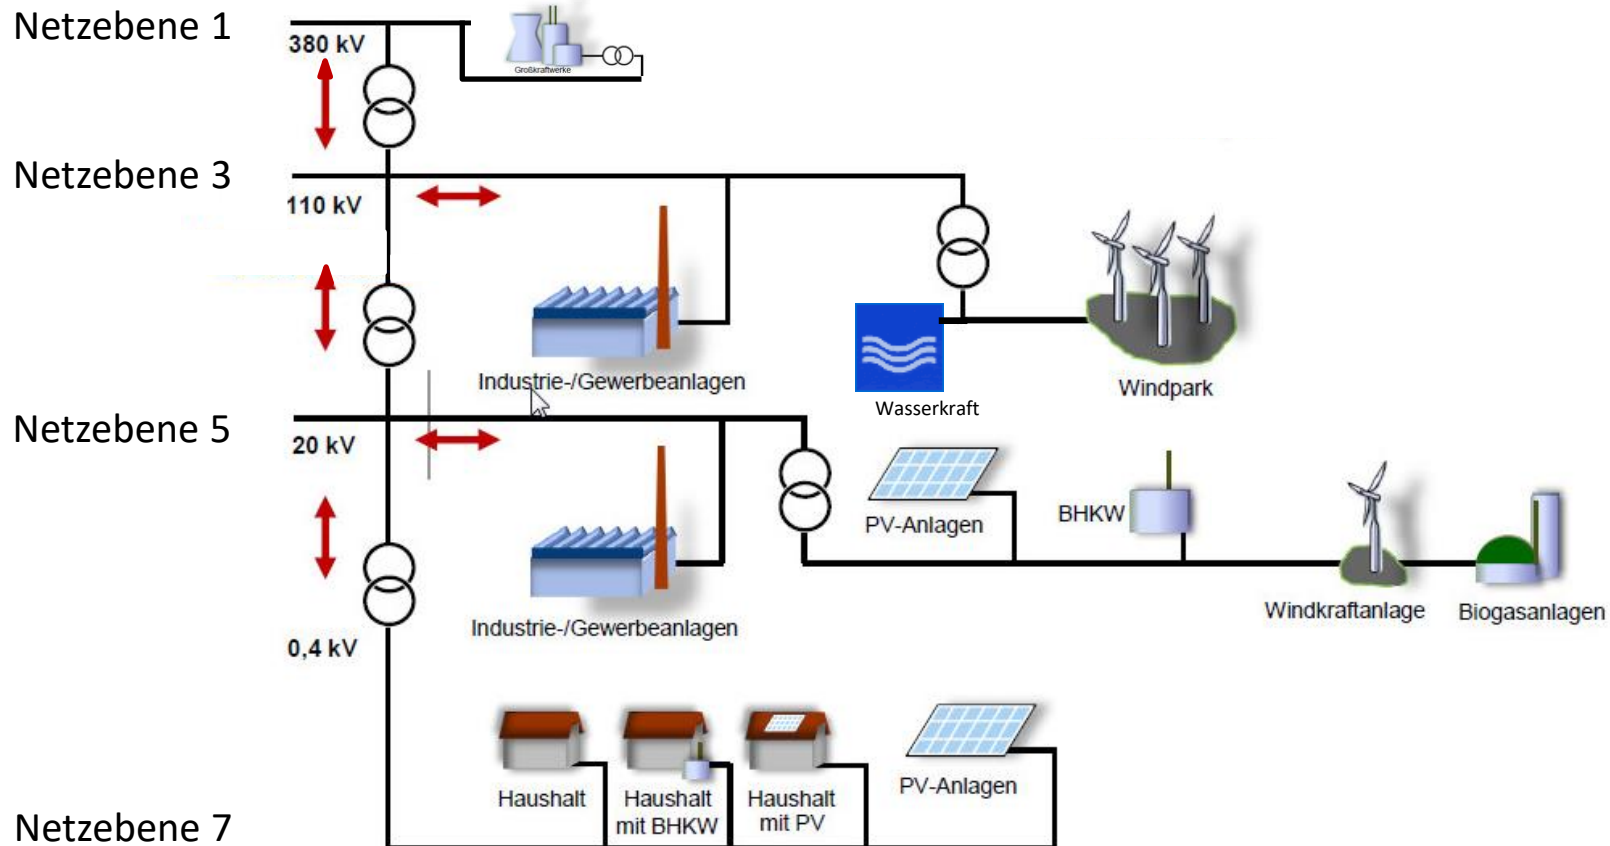 Netzebene 1
380 kV
Großkraftwerke
Netzebene 3
110 kV
Industrie-/Gewerbeanlagen
Wasserkraft
Windpark
Netzebene 5
20 kV
PV-Anlagen
BHKW
Industrie-/Gewerbeanlagen
Windkraftanlage
Biogasanlagen
0,4 kV
Haushalt
Haushalt
mit BHKW
Haushalt
mit PV
PV-Anlagen
Netzebene 7